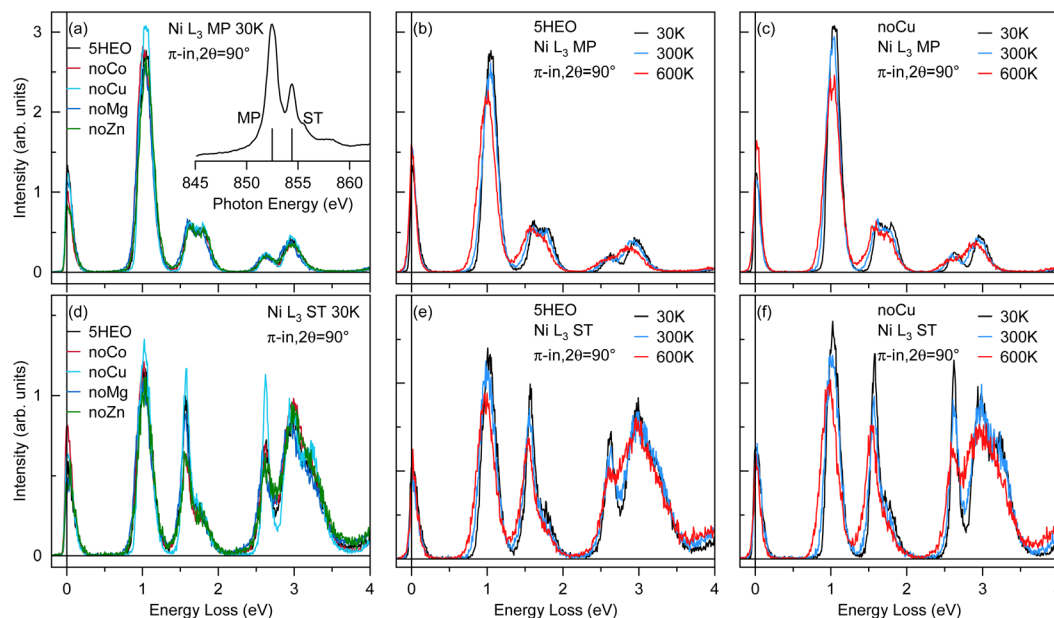 (a)
Ni L3 MP 30K
π-in,2θ=90°
5HEO
noCo
noCu
noMg
noZn
MP
ST
845 850 855 860
Photon Energy (eV)
Intensity (arb. units)
3
2
1
0
(b)
5HEO
Ni L3 MP
π-in,2θ=90°
30K
300K
600K
(c)
noCu
Ni L3 MP
π-in,2θ=90°
30K
300K
600K
(d)
Ni L3 ST 30K
π-in,2θ=90°
5HEO
noCo
noCu
noMg
noZn
Intensity (arb. units)
1
0
0 1 2 3 4
Energy Loss (eV)
(e)
5HEO
Ni L3 ST
π-in,2θ=90°
30K
300K
600K
0 1 2 3 4
Energy Loss (eV)
(f)
noCu
Ni L3 ST
π-in,2θ=90°
30K
300K
600K
0 1 2 3
Energy Loss (eV)